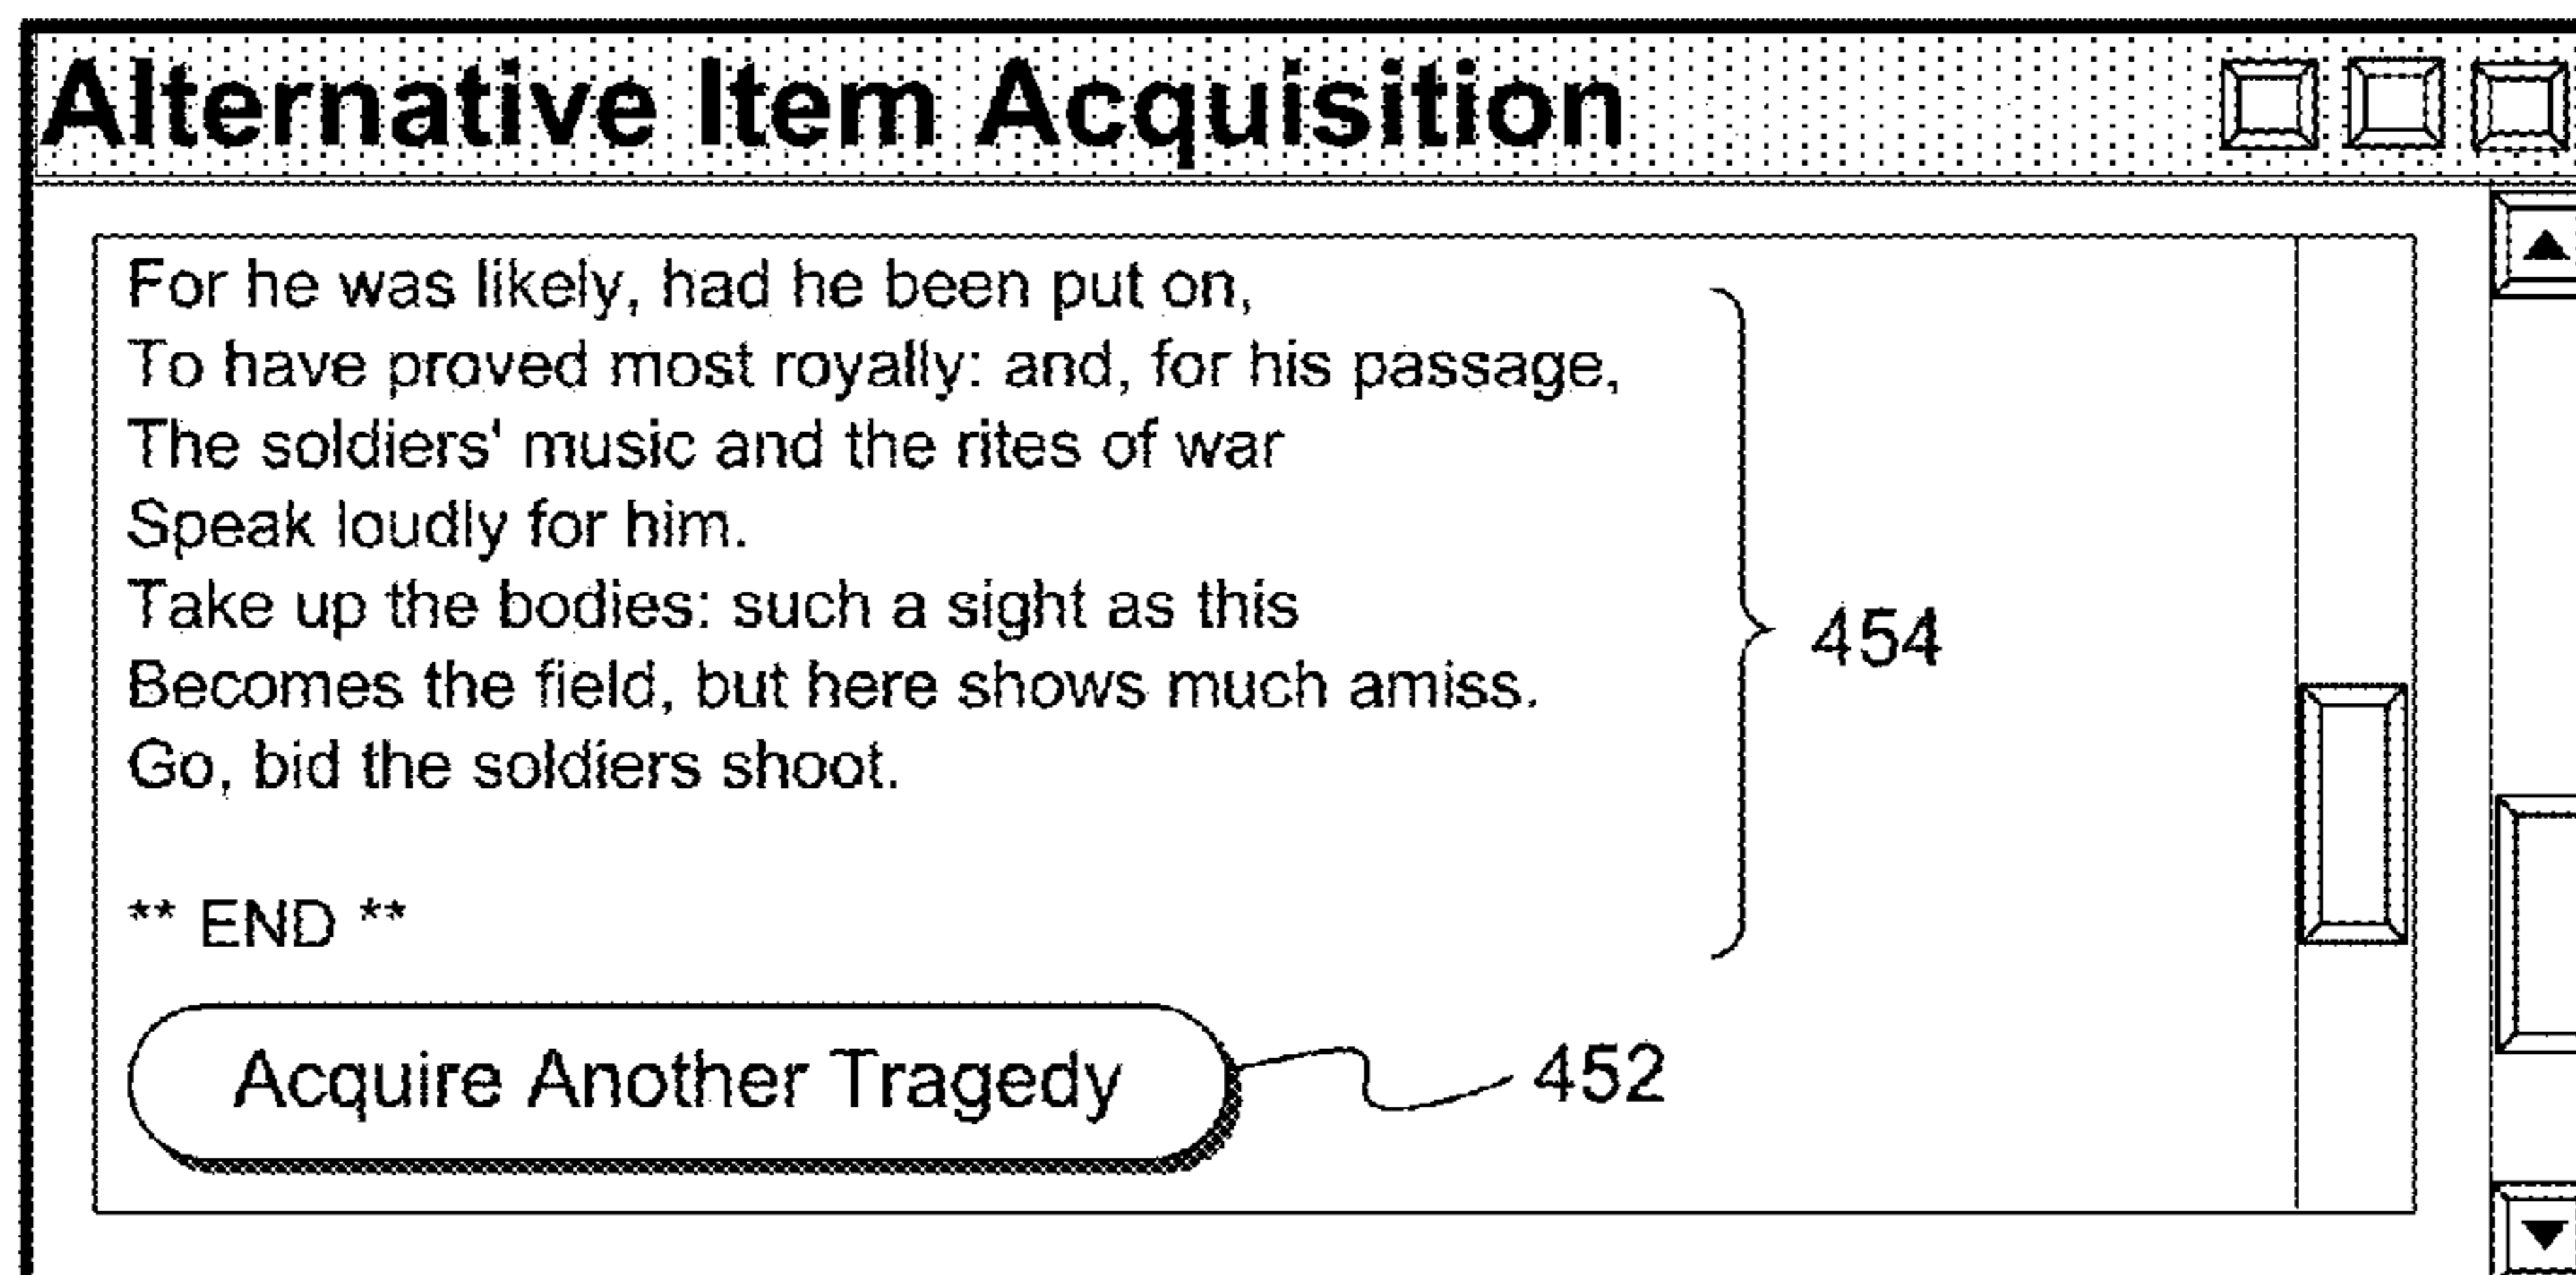 Alternative Item Acquisition
For he was likely, had he been put on,
To have proved most royally: and, for his passage,
The soldiers' music and the rites of war
Speak loudly for him.
Take up the bodies: such a sight as this
454
Becomes the field, but here shows much amiss.
Go, bid the soldiers shoot.
** END **
Acquire Another Tragedy
452